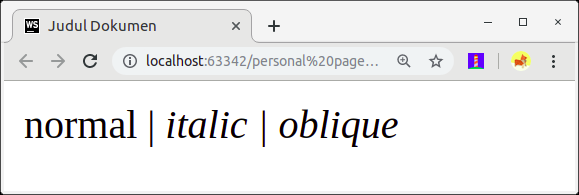 WS Judul Dokumen
localhost:63342/personal%20page...
normal | italic | oblique